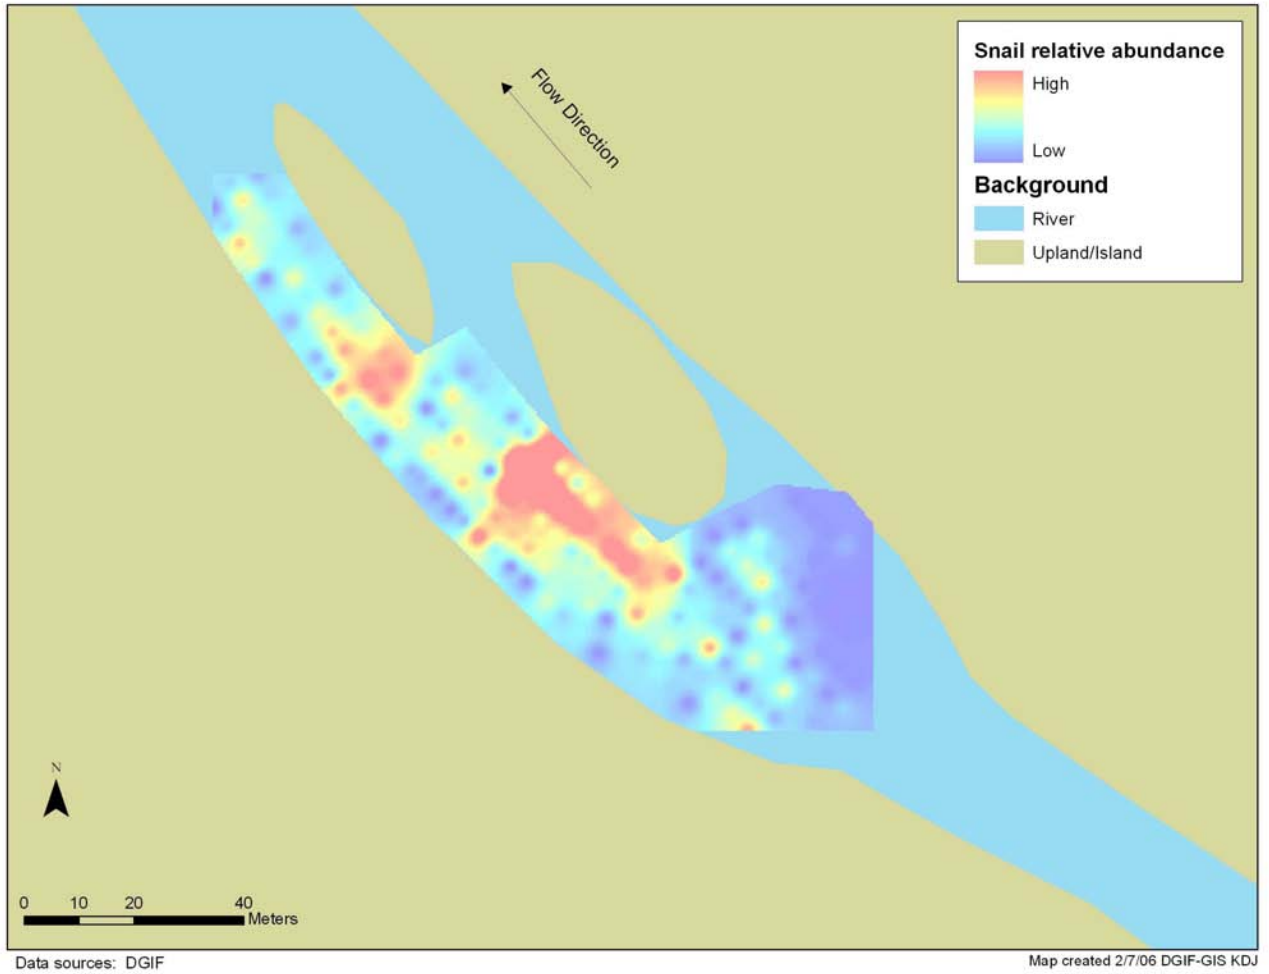 Snail relative abundance
High
Low
Background
River
Upland/Island
Flow Direction
N
0 10 20 40
Meters
Data sources: DGIF
Map created 2/7/06 DGIF-GIS KDJ